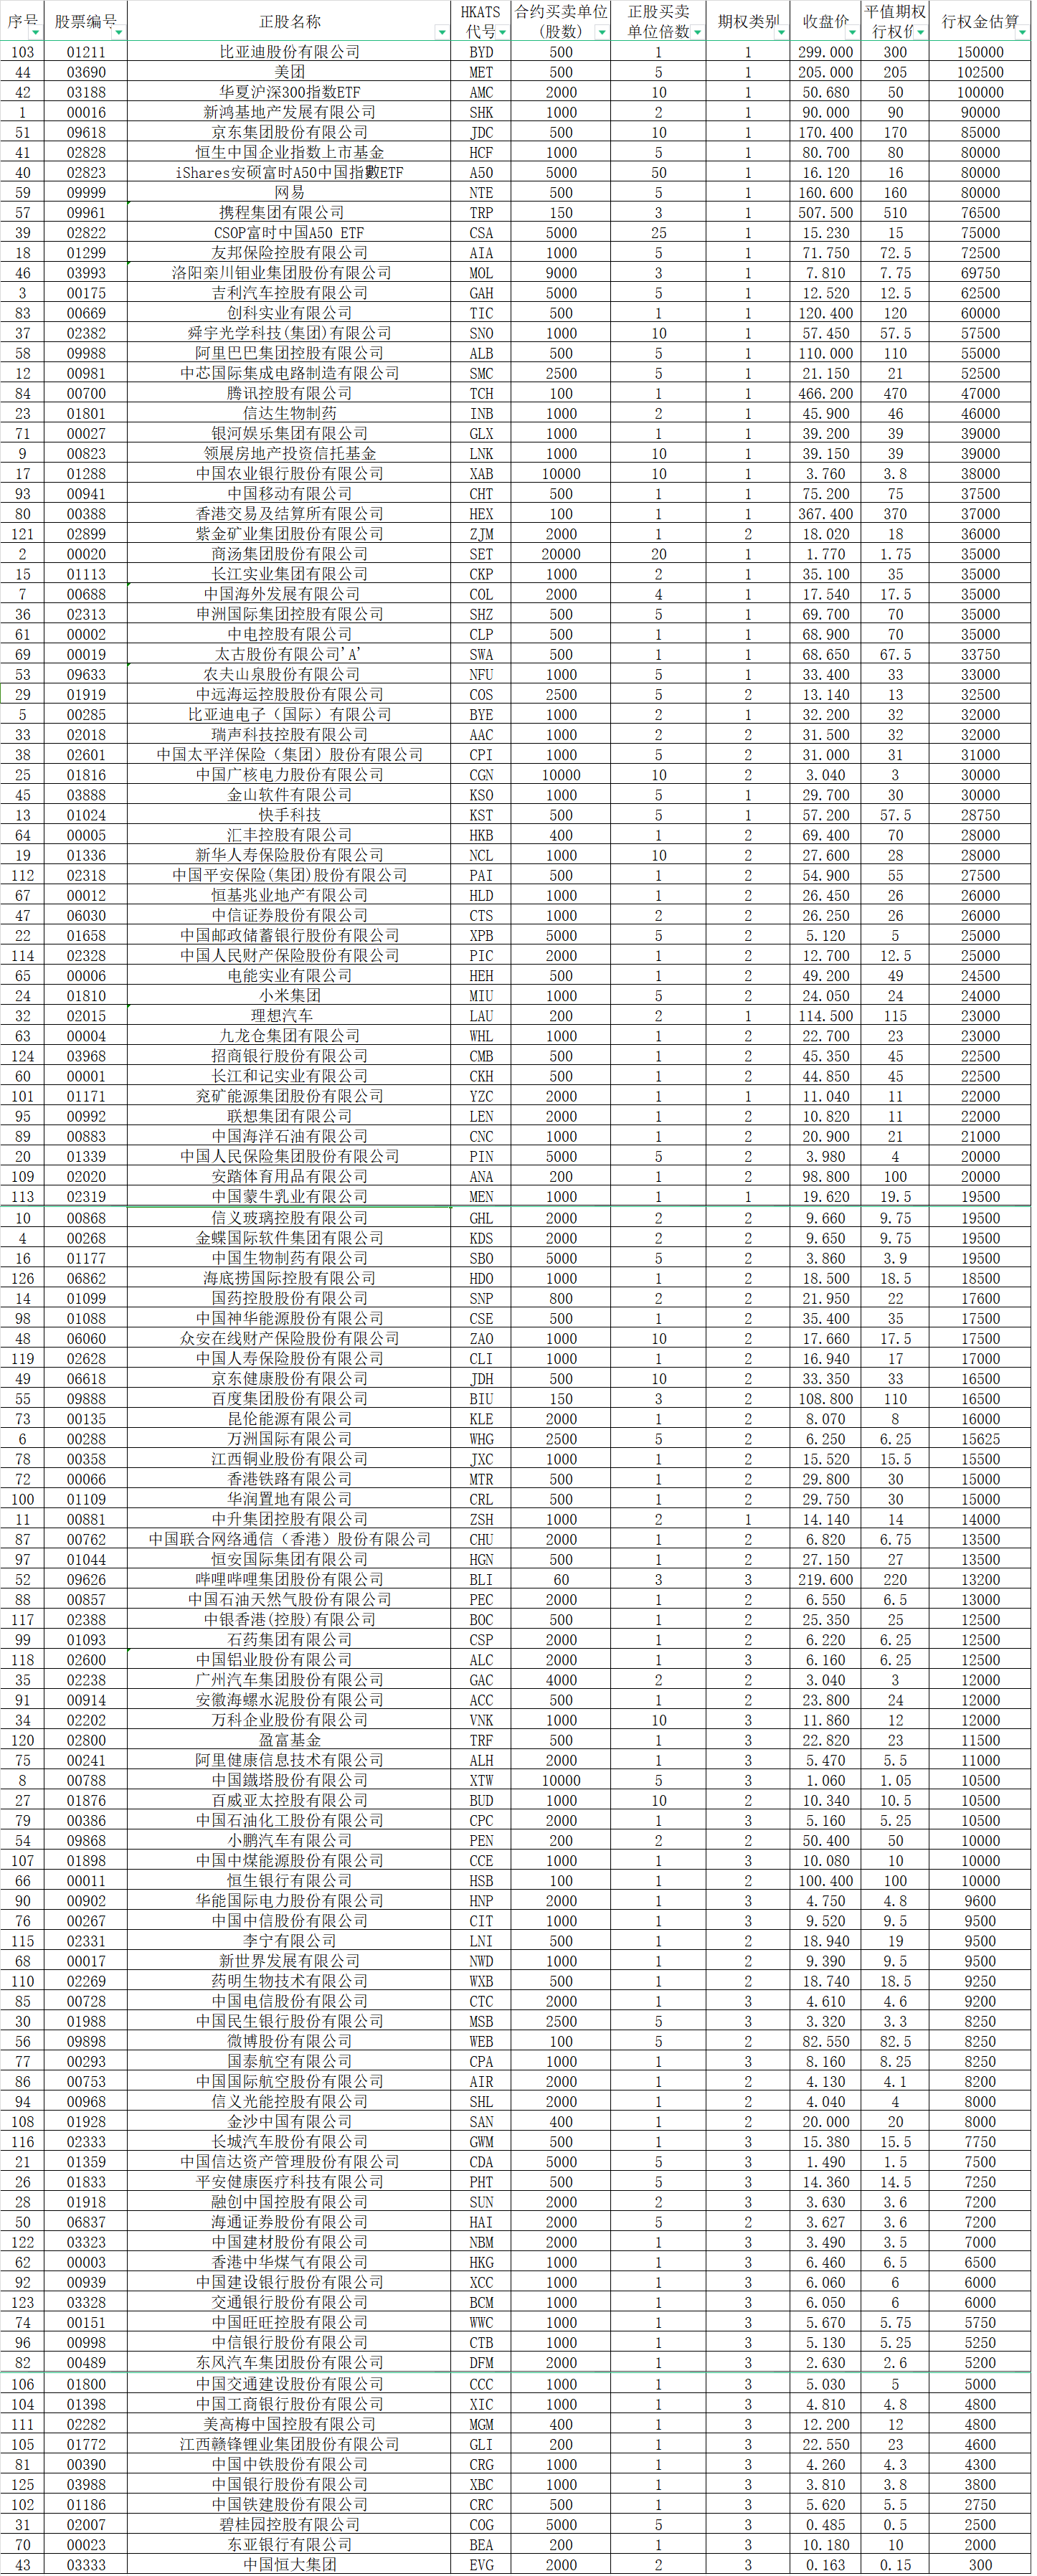 序号 股票编号 正股名称 HKATS 代号 合约买卖单位 (股数) 正股买卖 单位倍数 期权类别 收盘价 平值期权 行权价 行权金估算
103 01211 比亚迪股份有限公司 BYD 500 1 1 299.000 300 150000
44 03690 美团 MET 500 5 1 205.000 205 102500
42 03188 华夏沪深300指数ETF AMC 2000 10 1 50.680 50 100000
1 00016 新鸿基地产发展有限公司 SHK 1000 2 1 90.000 90 90000
51 09618 京东集团股份有限公司 JDC 500 10 1 170.400 170 85000
41 02828 恒生中国企业指数上市基金 HCF 1000 5 1 80.700 80 80000
40 02823 iShares安硕富时A50中国指數ETF A50 5000 50 1 16.120 16 80000
59 09999 网易 NTE 500 5 1 160.600 160 80000
57 09961 携程集团有限公司 TRP 150 3 1 507.500 510 76500
39 02822 CSOP富时中国A50 ETF CSA 5000 25 1 15.230 15 75000
18 01299 友邦保险控股有限公司 AIA 1000 5 1 71.750 72.5 72500
46 03993 洛阳栾川钼业集团股份有限公司 MOL 9000 3 1 7.810 7.75 69750
3 00175 吉利汽车控股有限公司 GAH 5000 5 1 12.520 12.5 62500
83 00669 创科实业有限公司 TIC 500 1 1 120.400 120 60000
37 02382 舜宇光学科技(集团)有限公司 SNO 1000 10 1 57.450 57.5 57500
58 09988 阿里巴巴集团控股有限公司 ALB 500 5 1 110.000 110 55000
12 00981 中芯国际集成电路制造有限公司 SMC 2500 5 1 21.150 21 52500
84 00700 腾讯控股有限公司 TCH 100 1 1 466.200 470 47000
23 01801 信达生物制药 INB 1000 2 1 45.900 46 46000
71 00027 银河娱乐集团有限公司 GLX 1000 1 1 39.200 39 39000
9 00823 领展房地产投资信托基金 LNK 1000 10 1 39.150 39 39000
17 01288 中国农业银行股份有限公司 XAB 10000 10 1 3.760 3.8 38000
93 00941 中国移动有限公司 CHT 500 1 1 75.200 75 37500
80 00388 香港交易及结算所有限公司 HEX 100 1 1 367.400 370 37000
121 02899 紫金矿业集团股份有限公司 ZJM 2000 1 2 18.020 18 36000
2 00020 商汤集团股份有限公司 SET 20000 20 1 1.770 1.75 35000
15 01113 长江实业集团有限公司 CKP 1000 2 1 35.100 35 35000
7 00688 中国海外发展有限公司 COL 2000 4 1 17.540 17.5 35000
36 02313 申洲国际集团控股有限公司 SHZ 500 5 1 69.700 70 35000
61 00002 中电控股有限公司 CLP 500 1 1 68.900 70 35000
69 00019 太古股份有限公司'A' SWA 500 1 1 68.650 67.5 33750
53 09633 农夫山泉股份有限公司 NFU 1000 5 1 33.400 33 33000
29 01919 中远海运控股股份有限公司 COS 2500 5 2 13.140 13 32500
5 00285 比亚迪电子（国际）有限公司 BYE 1000 2 1 32.200 32 32000
33 02018 瑞声科技控股有限公司 AAC 1000 2 2 31.500 32 32000
38 02601 中国太平洋保险（集团）股份有限公司 CPI 1000 5 2 31.000 31 31000
25 01816 中国广核电力股份有限公司 CGN 10000 10 2 3.040 3 30000
45 03888 金山软件有限公司 KSO 1000 5 1 29.700 30 30000
13 01024 快手科技 KST 500 5 1 57.200 57.5 28750
64 00005 汇丰控股有限公司 HKB 400 1 2 69.400 70 28000
19 01336 新华人寿保险股份有限公司 NCL 1000 10 2 27.600 28 28000
112 02318 中国平安保险(集团)股份有限公司 PAI 500 1 2 54.900 55 27500
67 00012 恒基兆业地产有限公司 HLD 1000 1 2 26.450 26 26000
47 06030 中信证券股份有限公司 CTS 1000 2 2 26.250 26 26000
22 01658 中国邮政储蓄银行股份有限公司 XPB 5000 5 2 5.120 5 25000
114 02328 中国人民财产保险股份有限公司 PIC 2000 1 2 12.700 12.5 25000
65 00006 电能实业有限公司 HEH 500 1 2 49.200 49 24500
24 01810 小米集团 MIU 1000 5 2 24.050 24 24000
32 02015 理想汽车 LAU 200 2 1 114.500 115 23000
63 00004 九龙仓集团有限公司 WHL 1000 1 2 22.700 23 23000
124 03968 招商银行股份有限公司 CMB 500 1 2 45.350 45 22500
60 00001 长江和记实业有限公司 CKH 500 1 2 44.850 45 22500
101 01171 兖矿能源集团股份有限公司 YZC 2000 1 1 11.040 11 22000
95 00992 联想集团有限公司 LEN 2000 1 2 10.820 11 22000
89 00883 中国海洋石油有限公司 CNC 1000 1 2 20.900 21 21000
20 01339 中国人民保险集团股份有限公司 PIN 5000 5 2 3.980 4 20000
109 02020 安踏体育用品有限公司 ANA 200 1 2 98.800 100 20000
113 02319 中国蒙牛乳业有限公司 MEN 1000 1 1 19.620 19.5 19500
10 00868 信义玻璃控股有限公司 GHL 2000 2 2 9.660 9.75 19500
4 00268 金蝶国际软件集团有限公司 KDS 2000 2 2 9.650 9.75 19500
16 01177 中国生物制药有限公司 SBO 5000 5 2 3.860 3.9 19500
126 06862 海底捞国际控股有限公司 HDO 1000 1 2 18.500 18.5 18500
14 01099 国药控股股份有限公司 SNP 800 2 2 21.950 22 17600
98 01088 中国神华能源股份有限公司 CSE 500 1 2 35.400 35 17500
48 06060 众安在线财产保险股份有限公司 ZAO 1000 10 2 17.660 17.5 17500
119 02628 中国人寿保险股份有限公司 CLI 1000 1 2 16.940 17 17000
49 06618 京东健康股份有限公司 JDH 500 10 2 33.350 33 16500
55 09888 百度集团股份有限公司 BIU 150 3 2 108.800 110 16500
73 00135 昆伦能源有限公司 KLE 2000 1 2 8.070 8 16000
6 00288 万洲国际有限公司 WHG 2500 5 2 6.250 6.25 15625
78 00358 江西铜业股份有限公司 JXC 1000 1 2 15.520 15.5 15500
72 00066 香港铁路有限公司 MTR 500 1 2 29.800 30 15000
100 01109 华润置地有限公司 CRL 500 1 2 29.750 30 15000
11 00881 中升集团控股有限公司 ZSH 1000 2 1 14.140 14 14000
87 00762 中国联合网络通信（香港）股份有限公司 CHU 2000 1 2 6.820 6.75 13500
97 01044 恒安国际集团有限公司 HGN 500 1 2 27.150 27 13500
52 09626 哔哩哔哩集团股份有限公司 BLI 60 3 3 219.600 220 13200
88 00857 中国石油天然气股份有限公司 PEC 2000 1 2 6.550 6.5 13000
117 02388 中银香港(控股)有限公司 BOC 500 1 2 25.350 25 12500
99 01093 石药集团有限公司 CSP 2000 1 2 6.220 6.25 12500
118 02600 中国铝业股份有限公司 ALC 2000 1 3 6.160 6.25 12500
35 02238 广州汽车集团股份有限公司 GAC 4000 2 2 3.040 3 12000
91 00914 安徽海螺水泥股份有限公司 ACC 500 1 2 23.800 24 12000
34 02202 万科企业股份有限公司 VNK 1000 10 3 11.860 12 12000
120 02800 盈富基金 TRF 500 1 3 22.820 23 11500
75 00241 阿里健康信息技术有限公司 ALH 2000 1 3 5.470 5.5 11000
8 00788 中国鐵塔股份有限公司 XTW 10000 5 3 1.060 1.05 10500
27 01876 百威亚太控股有限公司 BUD 1000 10 2 10.340 10.5 10500
79 00386 中国石油化工股份有限公司 CPC 2000 1 3 5.160 5.25 10500
54 09868 小鹏汽车有限公司 PEN 200 2 2 50.400 50 10000
107 01898 中国中煤能源股份有限公司 CCE 1000 1 3 10.080 10 10000
66 00011 恒生银行有限公司 HSB 100 1 2 100.400 100 10000
90 00902 华能国际电力股份有限公司 HNP 2000 1 3 4.750 4.8 9600
76 00267 中国中信股份有限公司 CIT 1000 1 3 9.520 9.5 9500
115 02331 李宁有限公司 LNI 500 1 2 18.940 19 9500
68 00017 新世界发展有限公司 NWD 1000 1 2 9.390 9.5 9500
110 02269 药明生物技术有限公司 WXB 500 1 2 18.740 18.5 9250
85 00728 中国电信股份有限公司 CTC 2000 1 3 4.610 4.6 9200
30 01988 中国民生银行股份有限公司 MSB 2500 5 3 3.320 3.3 8250
56 09898 微博股份有限公司 WEB 100 5 2 82.550 82.5 8250
77 00293 国泰航空有限公司 CPA 1000 1 3 8.160 8.25 8250
86 00753 中国国际航空股份有限公司 AIR 2000 1 2 4.130 4.1 8200
94 00968 信义光能控股有限公司 SHL 2000 1 2 4.040 4 8000
108 01928 金沙中国有限公司 SAN 400 1 2 20.000 20 8000
116 02333 长城汽车股份有限公司 GWM 500 1 3 15.380 15.5 7750
21 01359 中国信达资产管理股份有限公司 CDA 5000 5 3 1.490 1.5 7500
26 01833 平安健康医疗科技有限公司 PHT 500 5 3 14.360 14.5 7250
28 01918 融创中国控股有限公司 SUN 2000 2 3 3.630 3.6 7200
50 06837 海通证券股份有限公司 HAI 2000 5 2 3.627 3.6 7200
122 03323 中国建材股份有限公司 NBM 2000 1 3 3.490 3.5 7000
62 00003 香港中华煤气有限公司 HKG 1000 1 3 6.460 6.5 6500
92 00939 中国建设银行股份有限公司 XCC 1000 1 3 6.060 6 6000
123 03328 交通银行股份有限公司 BCM 1000 1 3 6.050 6 6000
74 00151 中国旺旺控股有限公司 WWC 1000 1 3 5.670 5.75 5750
96 00998 中信银行股份有限公司 CTB 1000 1 3 5.130 5.25 5250
82 00489 东风汽车集团股份有限公司 DFM 2000 1 3 2.630 2.6 5200
106 01800 中国交通建设股份有限公司 CCC 1000 1 3 5.030 5 5000
104 01398 中国工商银行股份有限公司 XIC 1000 1 3 4.810 4.8 4800
111 02282 美高梅中国控股有限公司 MGM 400 1 3 12.200 12 4800
105 01772 江西赣锋锂业集团股份有限公司 GLI 200 1 3 22.550 23 4600
81 00390 中国中铁股份有限公司 CRG 1000 1 3 4.260 4.3 4300
125 03988 中国银行股份有限公司 XBC 1000 1 3 3.810 3.8 3800
102 01186 中国铁建股份有限公司 CRC 500 1 3 5.620 5.5 2750
31 02007 碧桂园控股有限公司 COG 5000 5 3 0.485 0.5 2500
70 00023 东亚银行有限公司 BEA 200 1 3 10.180 10 2000
43 03333 中国恒大集团 EVG 2000 2 3 0.163 0.15 300